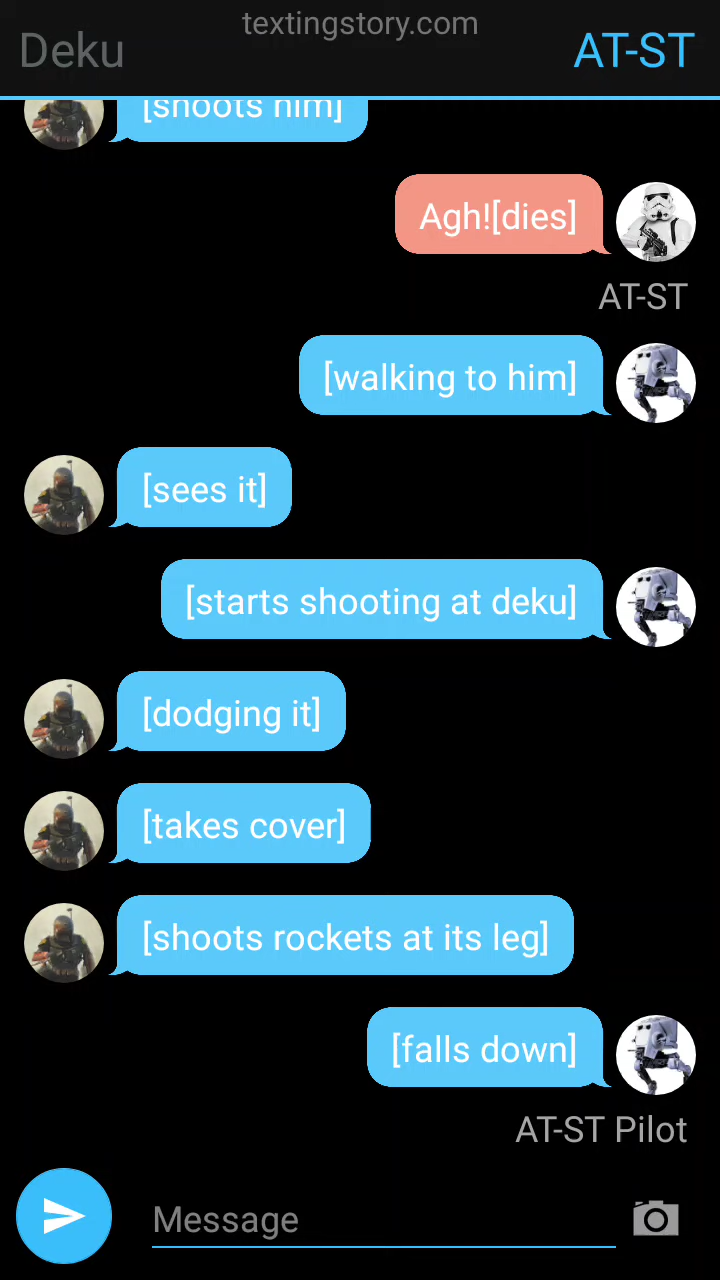 textingstory.com
Deku
AT-ST
[shoots him]
Agh![dies]
AT-ST
[walking to him]
[sees it]
[starts shooting at deku]
[dodging it]
[takes cover]
[shoots rockets at its leg]
[falls down]
AT-ST Pilot
Message